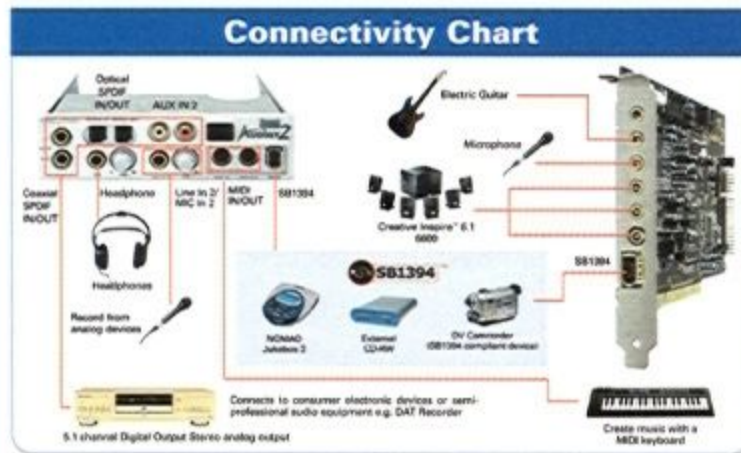 Connectivity Chart
Optical
SPDIF
IN/OUT
AUX IN 2
Electric Guitar
Microphone
Coaxial
SPDIF
IN/OUT
Headphone
Line In 2/
MIC In 2
MIDI
IN/OUT
SB1394
Creative Inspire™ 6.1
6600
SB1394
SB1394
Headphones
Record from
analog devices
NOMAD
Jukebox 3
External
CD-RW
DV Camcorder
(SB1394 compliant device)
Connects to consumer electronic devices or semi-
professional audio equipment e.g. DAT Recorder
5.1 channel Digital Output Stereo analog output
Create music with a
MIDI keyboard